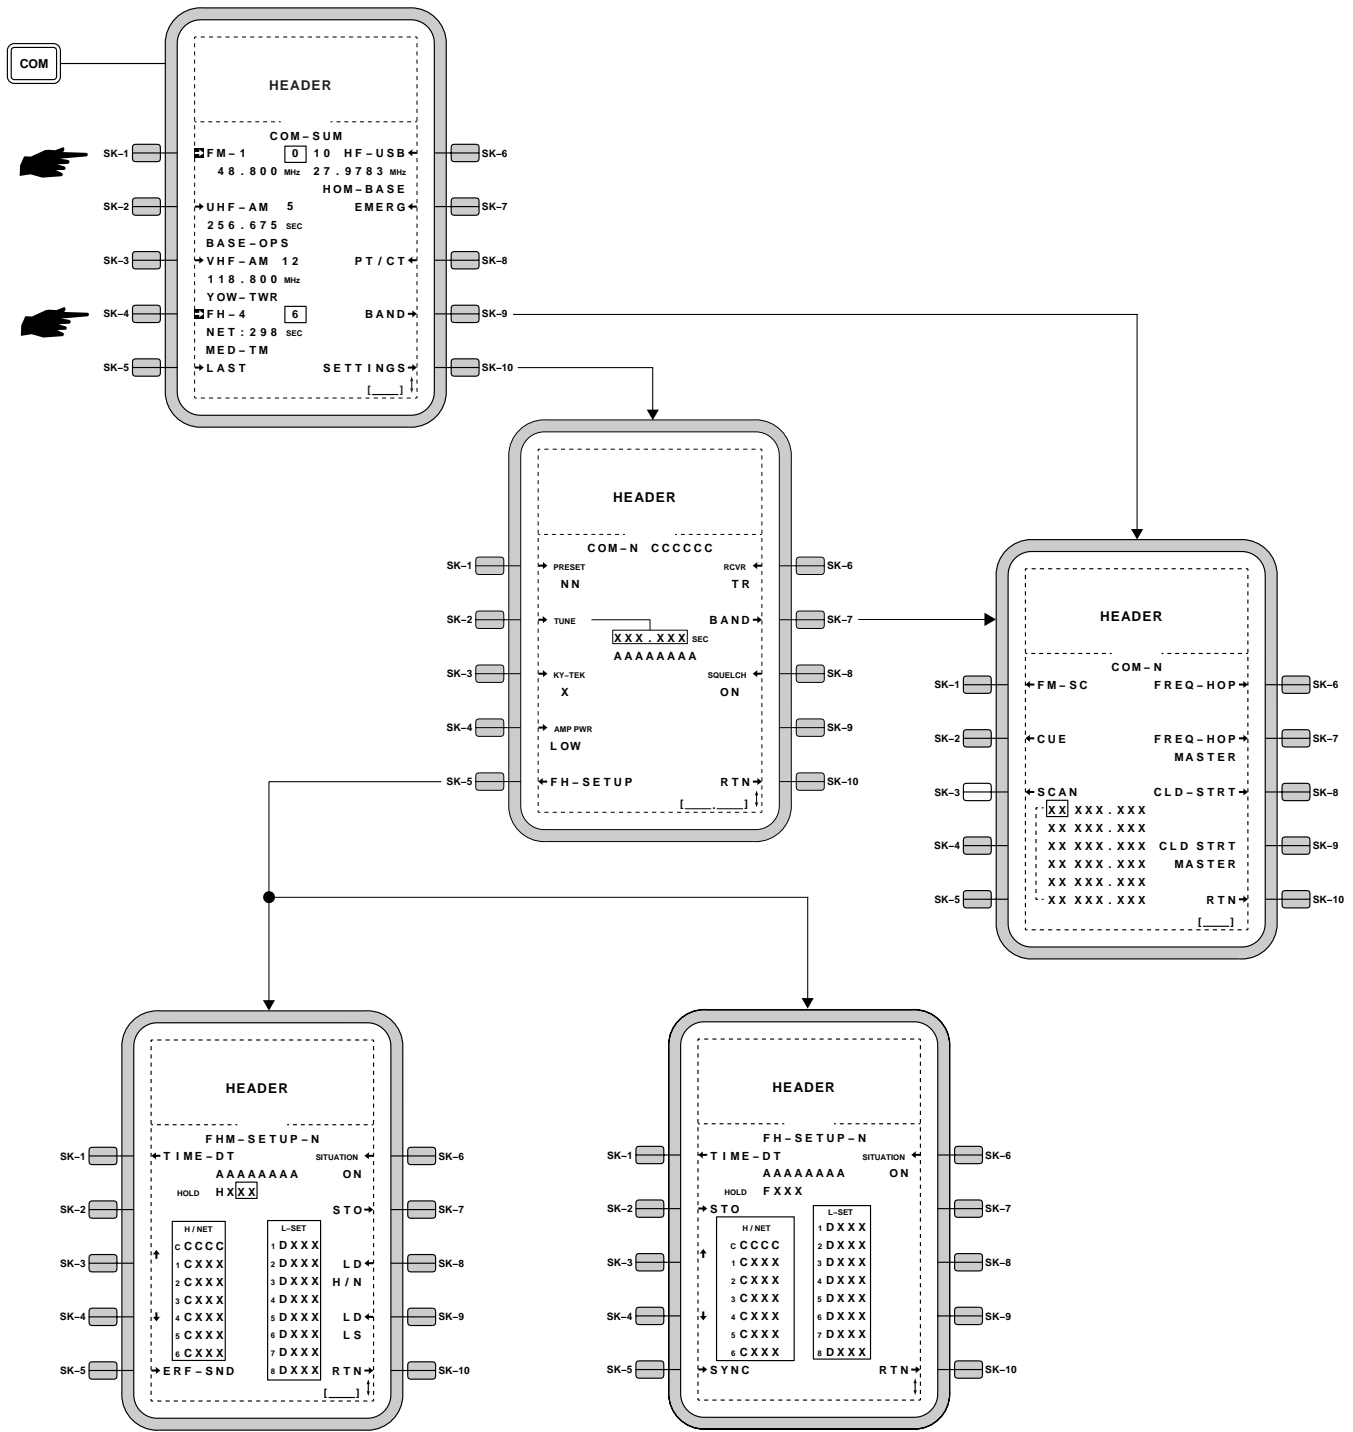 COM
HEADER
COM–SUM
SK–1 FM–1 0 10 HF–USB SK–6
48.800 MHz 27.9783 MHz
HOM–BASE
SK–2 UHF–AM 5 EMERG SK–7
256.675 SEC
BASE–OPS
SK–3 VHF–AM 12 PT/CT SK–8
118.800 MHz
YOW–TWR
SK–4 FH–4 6 BAND SK–9
NET:298 SEC
MED–TM
SK–5 LAST SETTINGS SK–10
[____]
HEADER
COM–N CCCCCC
SK–1 PRESET RCVR SK–6
NN TR
SK–2 TUNE BAND SK–7
XXX.XXX SEC
AAAAAAAA
SK–3 KY–TEK SQUELCH SK–8
X ON
SK–4 AMP PWR SK–9
LOW
SK–5 FH–SETUP RTN SK–10
[____.____]
HEADER
COM–N
SK–1 FM–SC FREQ–HOP SK–6
SK–2 CUE FREQ–HOP SK–7
MASTER
SK–3 SCAN CLD–STRT SK–8
XX XXX.XXX
XX XXX.XXX
SK–4 XX XXX.XXX CLD STRT SK–9
XX XXX.XXX MASTER
XX XXX.XXX
SK–5 XX XXX.XXX RTN SK–10
[____]
HEADER
FHM–SETUP–N
SK–1 TIME–DT SITUATION SK–6
AAAAAAAA ON
HOLD HXXX
SK–2 STO SK–7
H/NET L–SET
C CCCC 1 DXXX
SK–3 1 CXXX 2 DXXX LD SK–8
2 CXXX 3 DXXX H/N
3 CXXX 4 DXXX
SK–4 4 CXXX 5 DXXX LD SK–9
5 CXXX 6 DXXX LS
6 CXXX 7 DXXX
SK–5 ERF–SND 8 DXXX RTN SK–10
[____]
HEADER
FH–SETUP–N
SK–1 TIME–DT SITUATION SK–6
AAAAAAAA ON
HOLD FXXX
SK–2 STO SK–7
H/NET L–SET
1 DXXX
C CCCC 2 DXXX
SK–3 1 CXXX 3 DXXX SK–8
2 CXXX 4 DXXX
3 CXXX 5 DXXX
SK–4 4 CXXX 6 DXXX SK–9
5 CXXX 7 DXXX
6 CXXX 8 DXXX
SK–5 SYNC RTN SK–10